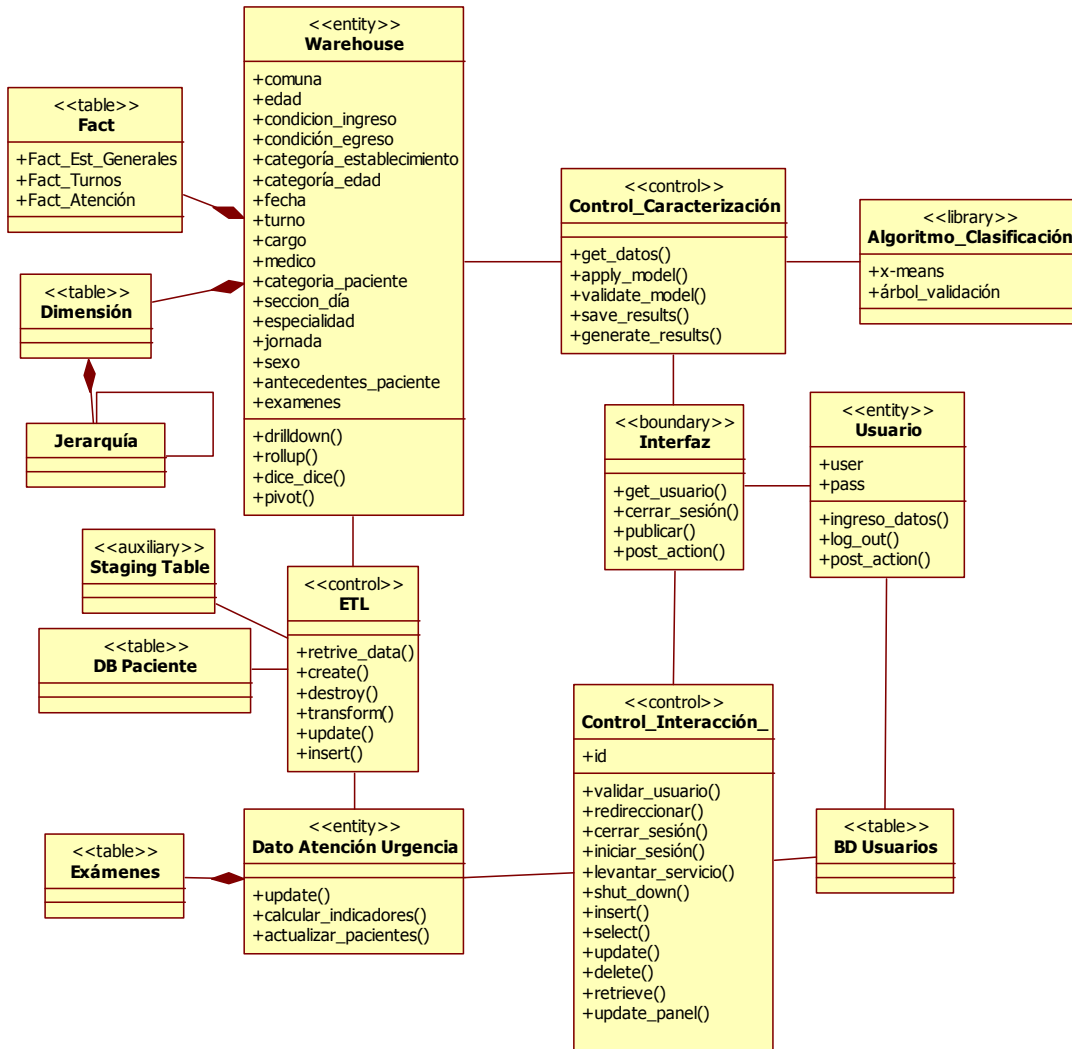 <<entity>>
Warehouse
+comuna
+edad
+condicion_ingreso
+condición_egreso
+categoría_establecimiento
+categoría_edad
+fecha
+turno
+cargo
+medico
+categoria_paciente
+seccion_día
+especialidad
+jornada
+sexo
+antecedentes_paciente
+examenes
+drilldown()
+rollup()
+dice_dice()
+pivot()
<<table>>
Fact
+Fact_Est_Generales
+Fact_Turnos
+Fact_Atención
<<table>>
Dimensión
Jerarquía
<<control>>
Control_Caracterización
+get_datos()
+apply_model()
+validate_model()
+save_results()
+generate_results()
<<library>>
Algoritmo_Clasificación
+x-means
+árbol_validación
<<boundary>>
Interfaz
+get_usuario()
+cerrar_sesión()
+publicar()
+post_action()
<<entity>>
Usuario
+user
+pass
+ingreso_datos()
+log_out()
+post_action()
<<auxiliary>>
Staging Table
<<table>>
DB Paciente
<<control>>
ETL
+retrive_data()
+create()
+destroy()
+transform()
+update()
+insert()
<<control>>
Control_Interacción_
+id
+validar_usuario()
+redireccionar()
+cerrar_sesión()
+iniciar_sesión()
+levantar_servicio()
+shut_down()
+insert()
+select()
+update()
+delete()
+retrieve()
+update_panel()
<<table>>
BD Usuarios
<<entity>>
Dato Atención Urgencia
+update()
+calcular_indicadores()
+actualizar_pacientes()
<<table>>
Exámenes